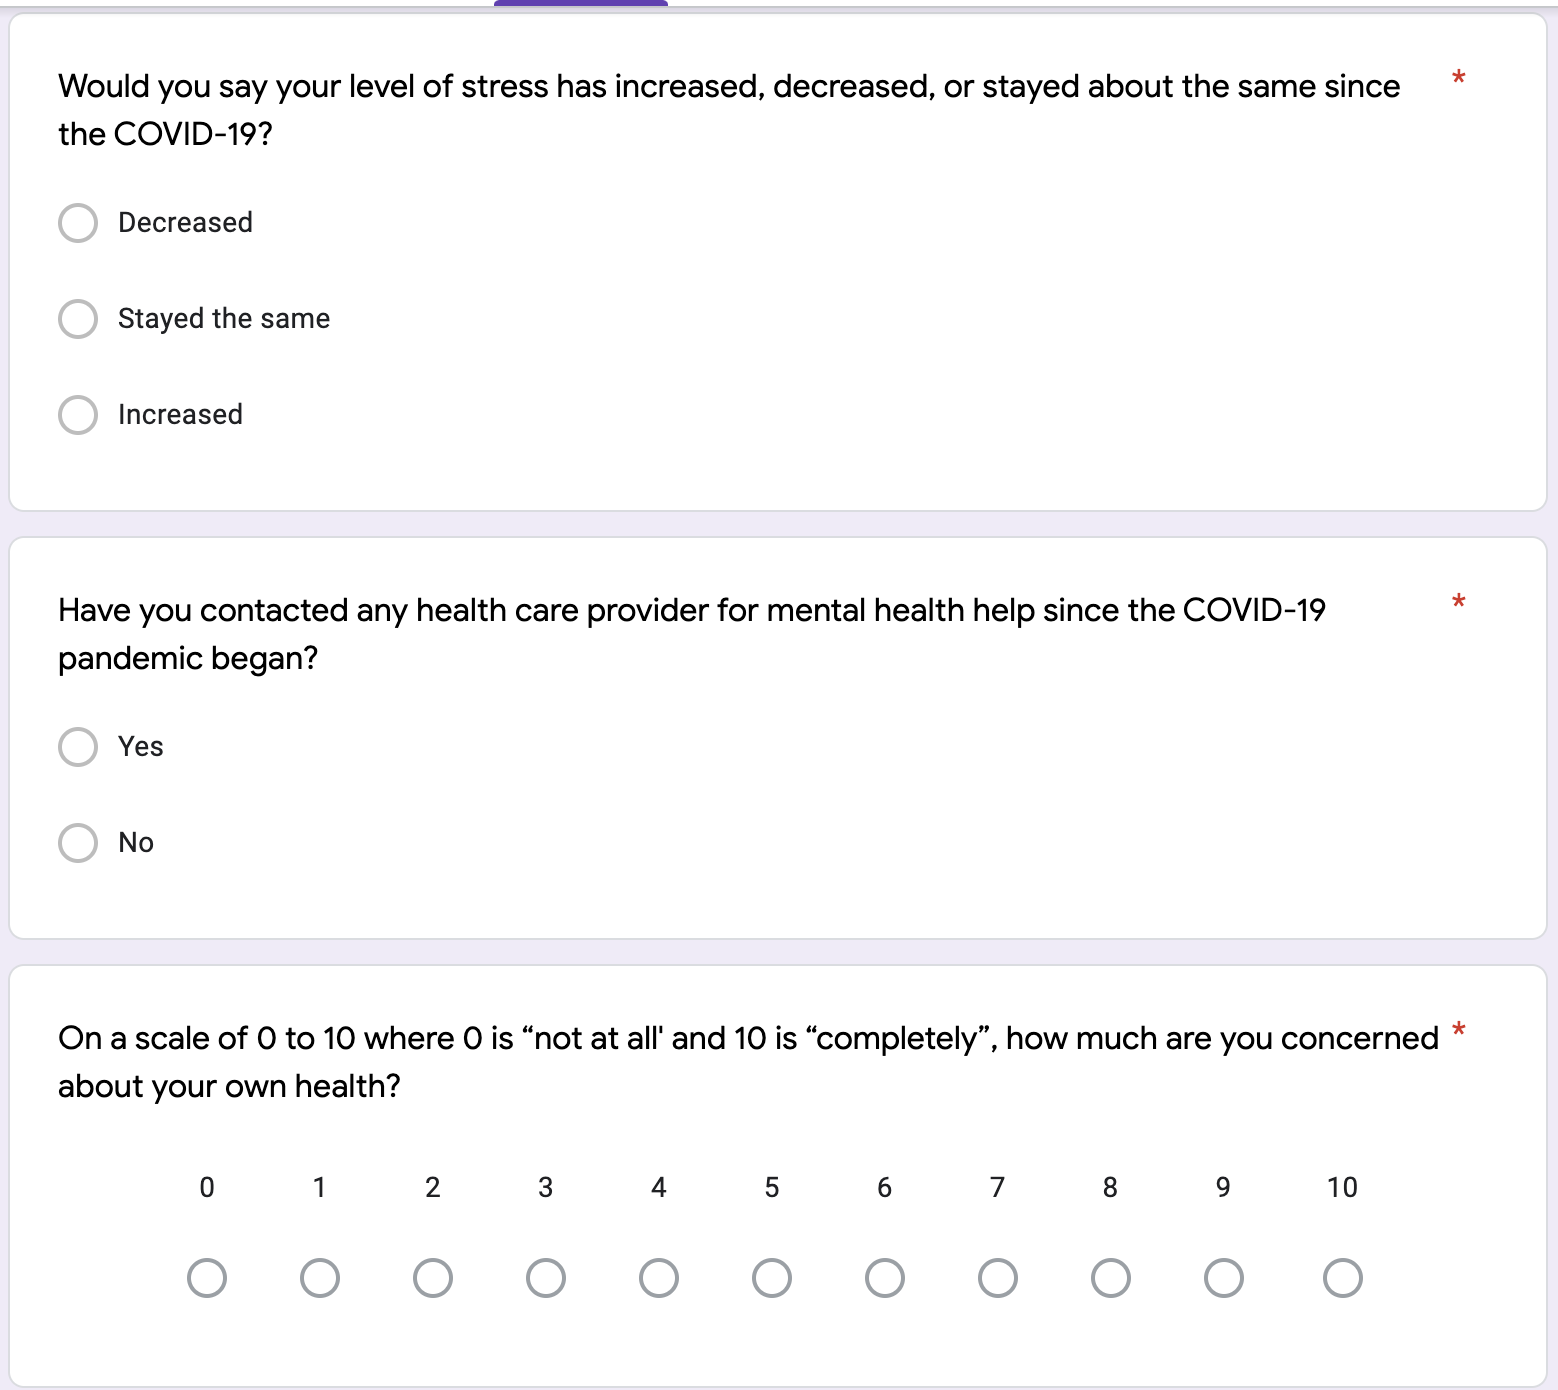 Would you say your level of stress has increased, decreased, or stayed about the same since *
the COVID-19?
Decreased
Stayed the same
Increased
Have you contacted any health care provider for mental health help since the COVID-19 *
pandemic began?
Yes
No
On a scale of 0 to 10 where 0 is “not at all' and 10 is “completely”, how much are you concerned *
about your own health?
0 1 2 3 4 5 6 7 8 9 10